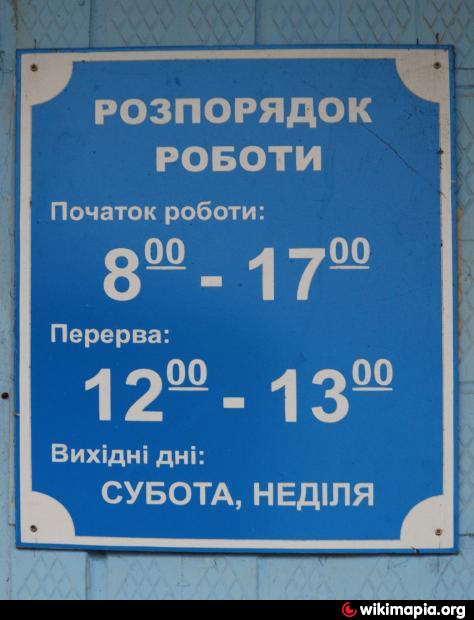 РОЗПОРЯДОК
РОБОТИ
Початок роботи:
8⁰⁰ - 17⁰⁰
Перерва:
12⁰⁰ - 13⁰⁰
Вихідні дні:
СУБОТА, НЕДІЛЯ
wikimapia.org